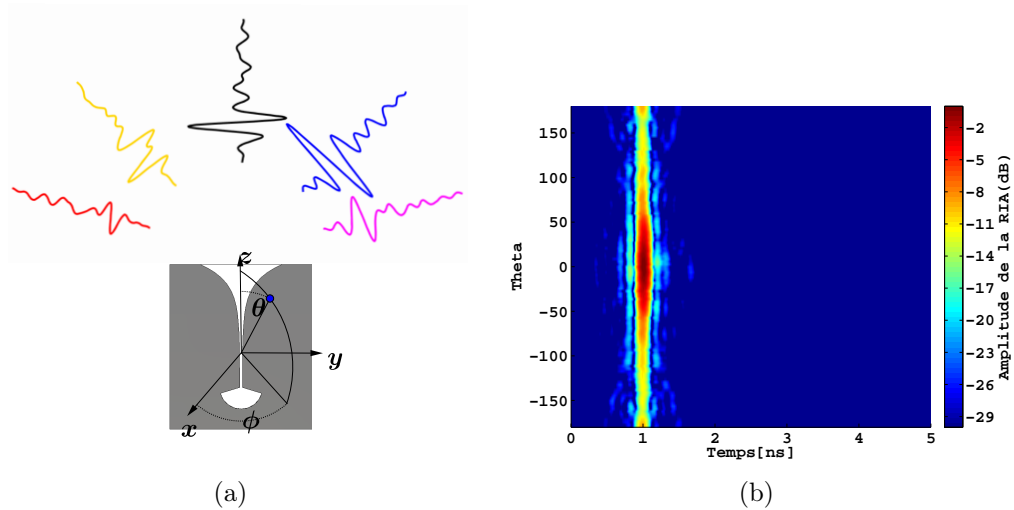 z
θ
y
x
ϕ
(a)
Theta
150
100
50
0
−50
−100
−150
0
1
2
3
4
5
Temps[ns]
−2
−5
−8
−11
−14
−17
−20
−23
−26
−29
Amplitude de la RIA(dB)
(b)